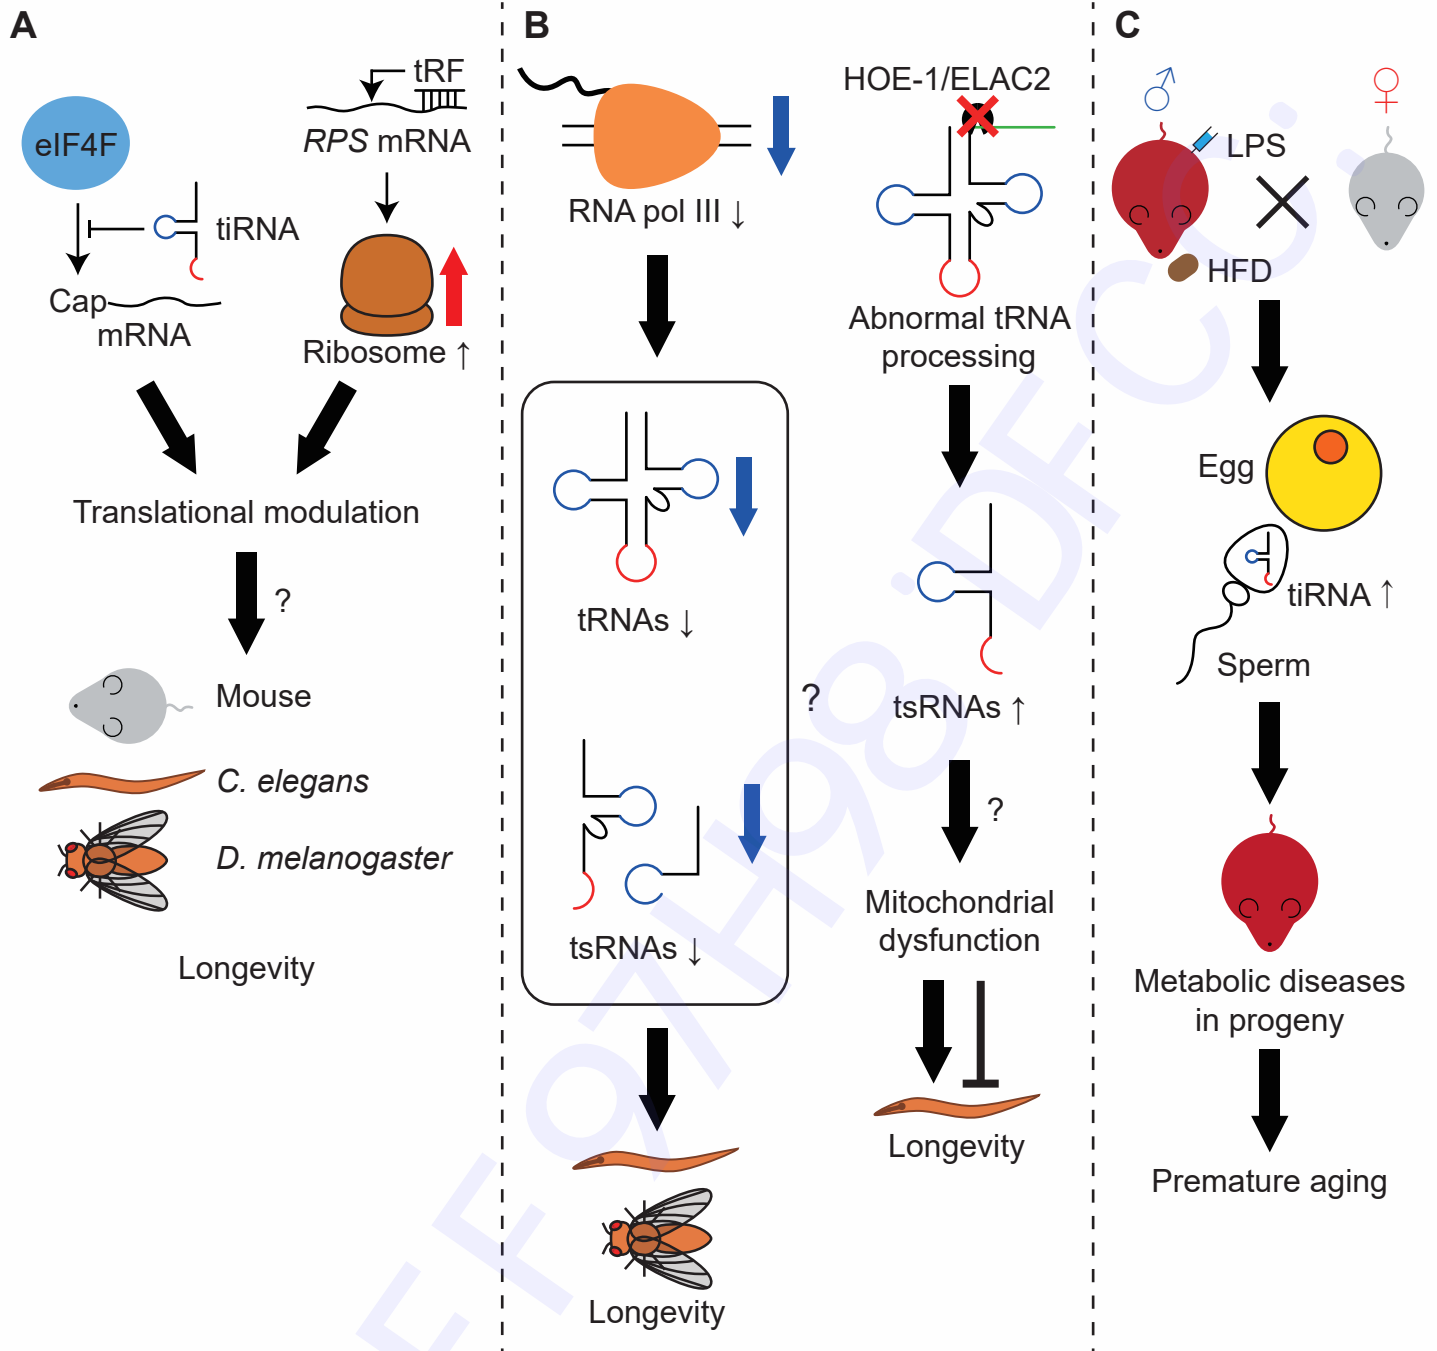 A
eIF4F
tRF
RPS mRNA
tiRNA
Cap
mRNA
Ribosome ↑
Translational modulation
?
Mouse
C. elegans
D. melanogaster
Longevity
B
RNA pol III ↓
tRNAs ↓
tsRNAs ↓
?
Longevity
HOE-1/ELAC2
Abnormal tRNA
processing
tsRNAs ↑
?
Mitochondrial
dysfunction
Longevity
C
♂
♀
LPS
HFD
Egg
tiRNA ↑
Sperm
Metabolic diseases
in progeny
Premature aging